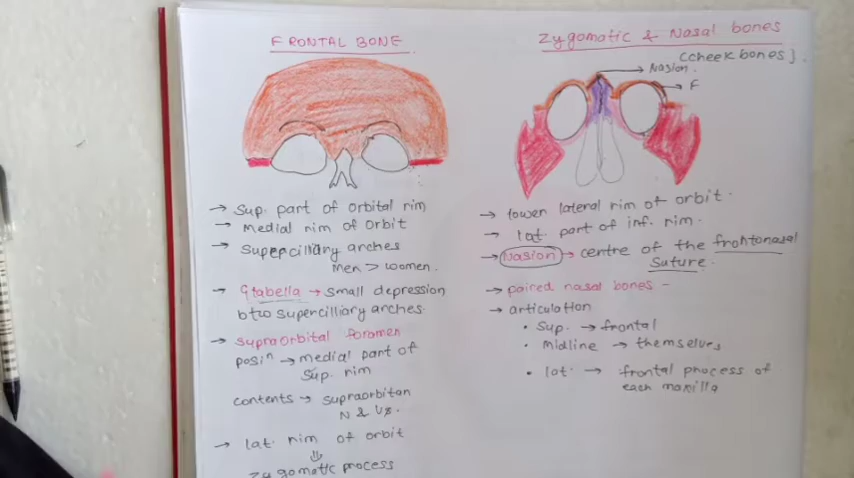 FRONTAL BONE
→ Sup. part of orbital rim
→ Medial rim of orbit
→ superciliary arches
Men > women.
→ Glabella → small depression
btw supercilliary arches.
→ Supraorbital foramen
posiⁿ → medial part of
Sup. rim
contents → supraorbital
N & Vs.
→ lat. rim of orbit
⇓
zygomatic process
Zygomatic & Nasal bones
(cheek bones).
→ Nasion.
→ F
→ lower lateral rim of orbit.
→ lat. part of inf. rim.
→ Nasion → centre of the frontonasal
suture.
→ paired nasal bones -
→ articulation
• Sup. → frontal
• Midline → themselves
• lat. → frontal process of
each maxilla